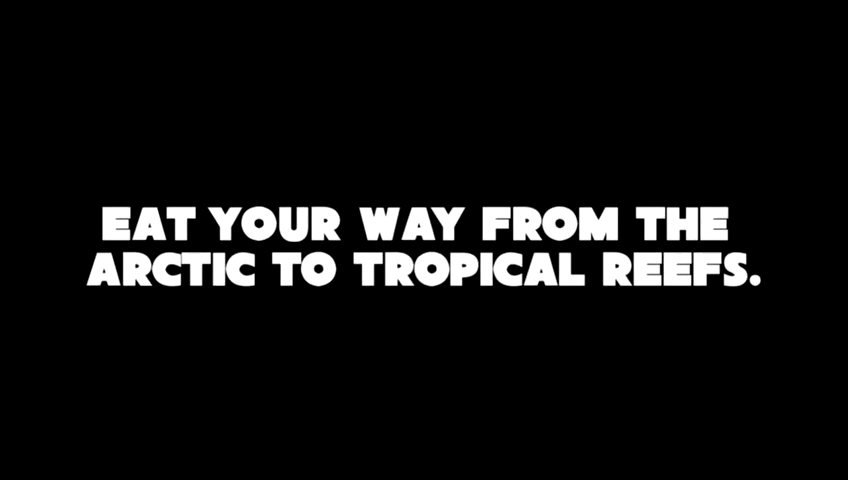 EAT YOUR WAY FROM THE
ARCTIC TO TROPICAL REEFS.